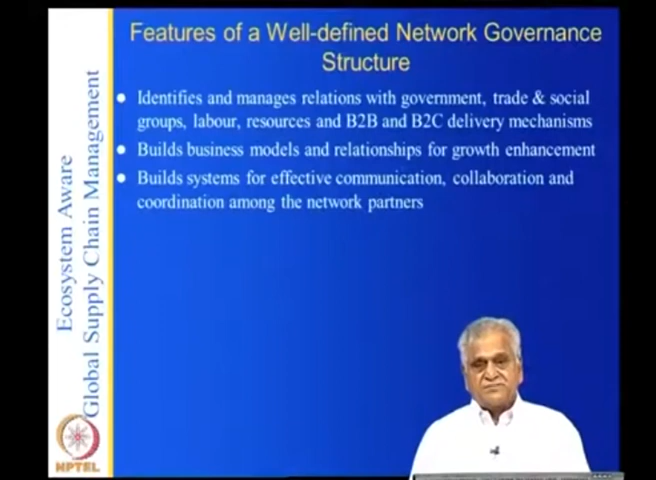 Features of a Well-defined Network Governance
Structure
Identifies and manages relations with government, trade & social
groups, labour, resources and B2B and B2C delivery mechanisms
Builds business models and relationships for growth enhancement
Builds systems for effective communication, collaboration and
coordination among the network partners
Ecosystem Aware
Global Supply Chain Management
NPTEL